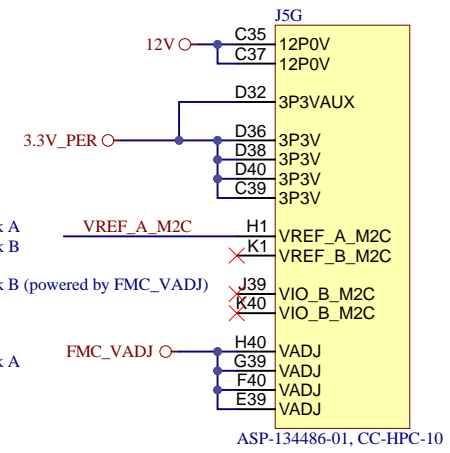 J5G
12V
C35
12P0V
C37
12P0V
D32
3P3VAUX
3.3V_PER
D36
3P3V
D38
3P3V
D40
3P3V
C39
3P3V
k A
VREF_A_M2C
H1
VREF_A_M2C
k B
K1
VREF_B_M2C
k B (powered by FMC_VADJ)
J39
VIO_B_M2C
K40
VIO_B_M2C
k A
FMC_VADJ
H40
VADJ
G39
VADJ
F40
VADJ
E39
VADJ
ASP-134486-01, CC-HPC-10